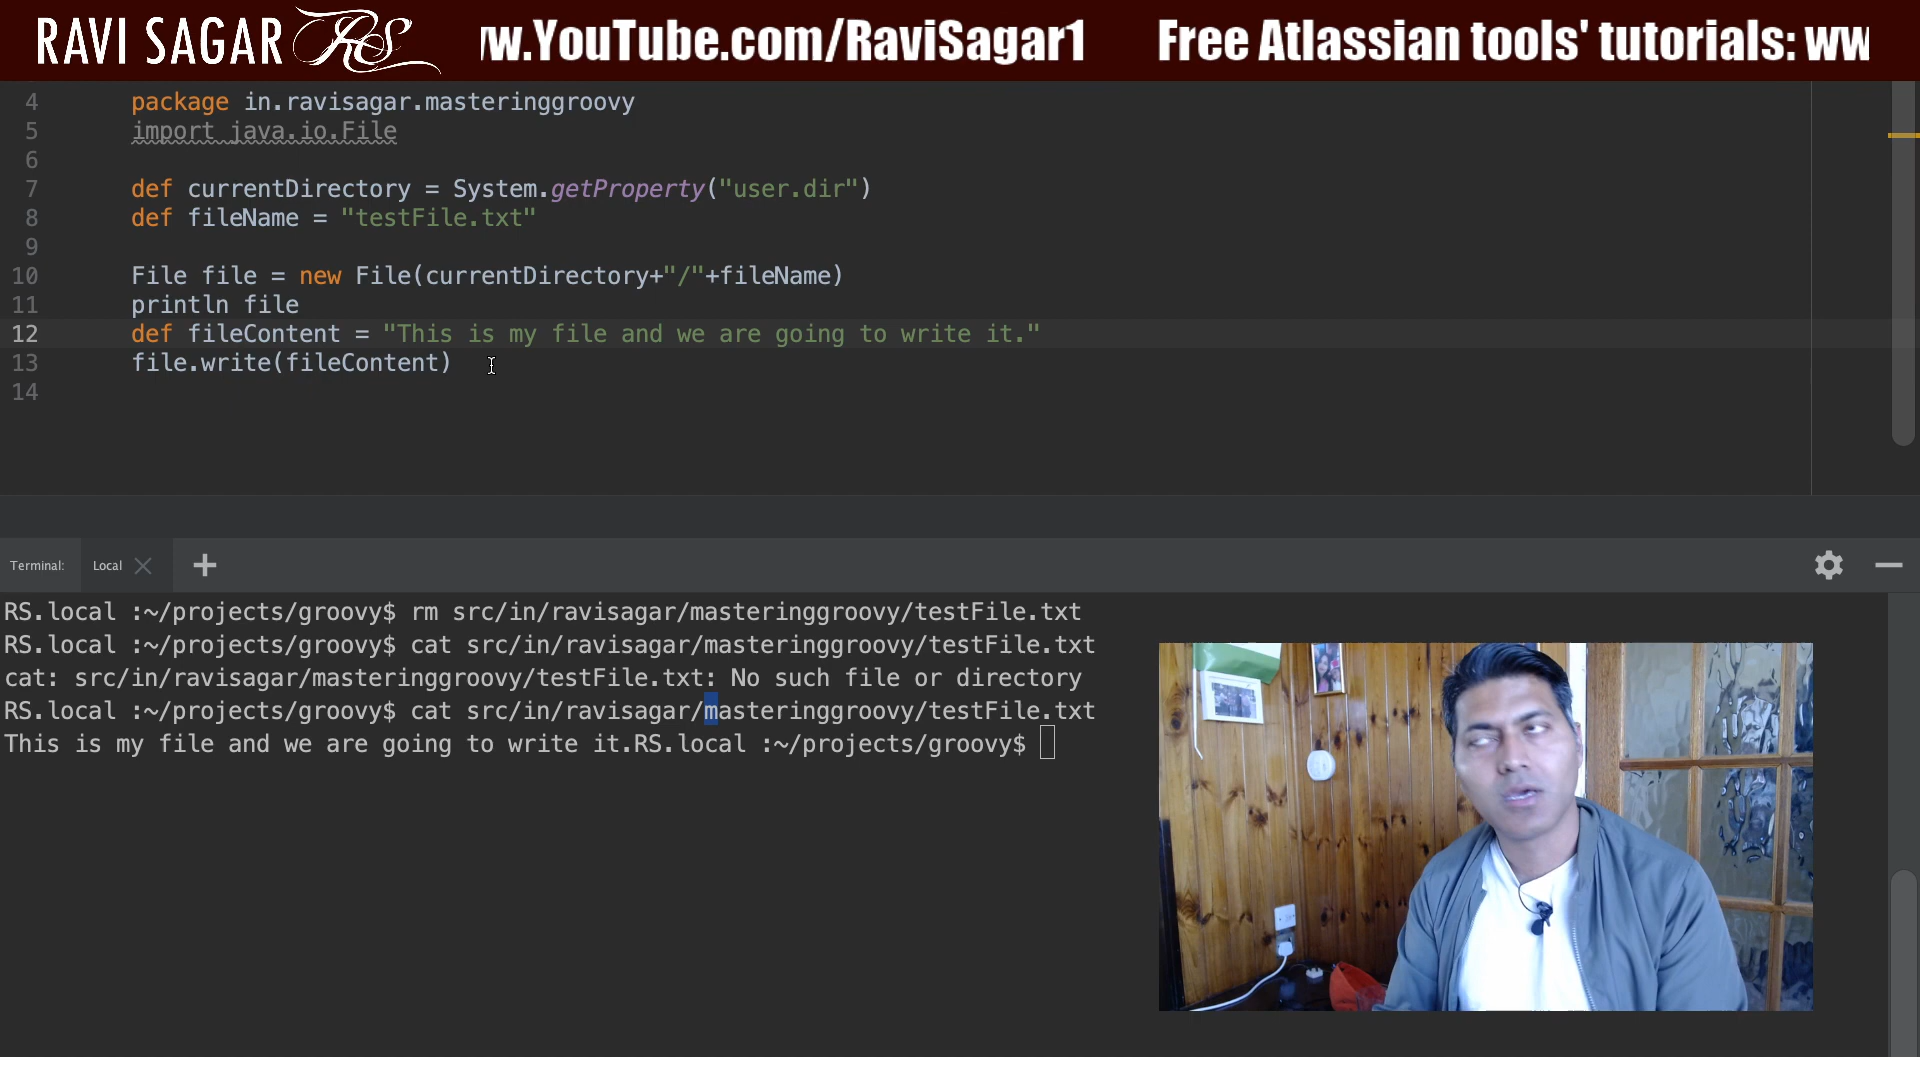 RAVI SAGAR RS
w.YouTube.com/RaviSagar1 Free Atlassian tools' tutorials: ww
4 package in.ravisagar.masteringgroovy
5 import java.io.File
6
7 def currentDirectory = System.getProperty("user.dir")
8 def fileName = "testFile.txt"
9
10 File file = new File(currentDirectory+"/"+fileName)
11 println file
12 def fileContent = "This is my file and we are going to write it."
13 file.write(fileContent)
14
Terminal: Local
RS.local :~/projects/groovy$ rm src/in/ravisagar/masteringgroovy/testFile.txt
RS.local :~/projects/groovy$ cat src/in/ravisagar/masteringgroovy/testFile.txt
cat: src/in/ravisagar/masteringgroovy/testFile.txt: No such file or directory
RS.local :~/projects/groovy$ cat src/in/ravisagar/masteringgroovy/testFile.txt
This is my file and we are going to write it.RS.local :~/projects/groovy$